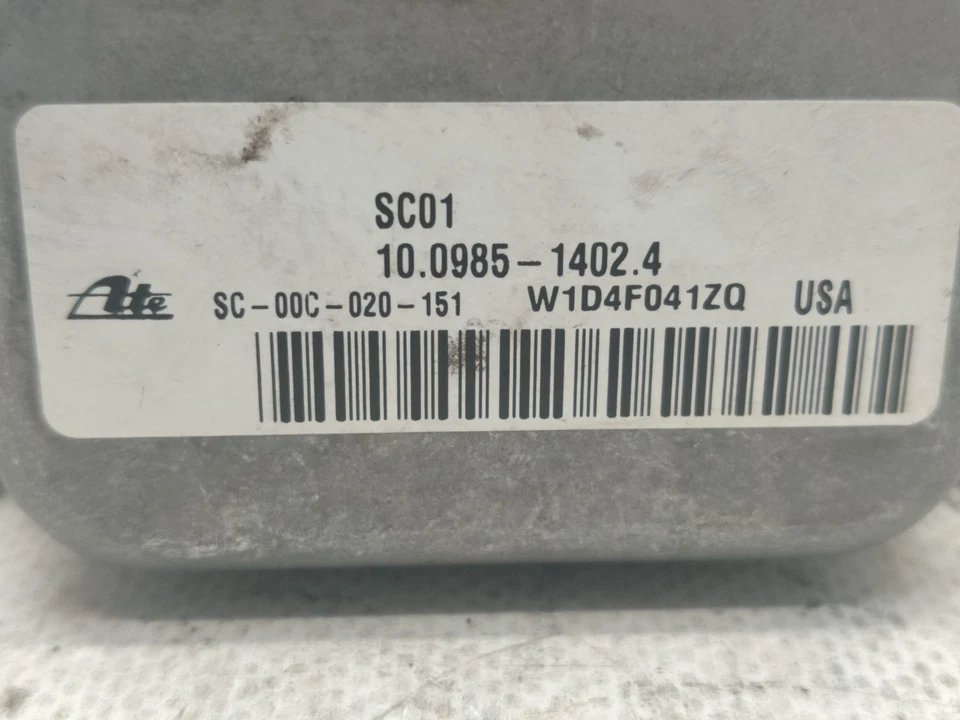 SC01
10.0985-1402.4
Ate SC-00C-020-151 W1D4F041ZQ USA